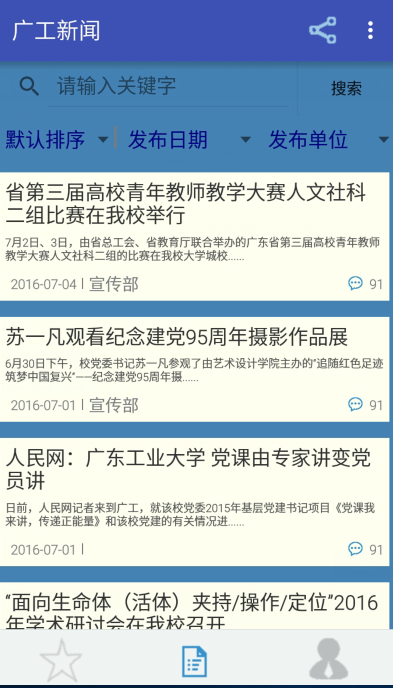 广工新闻
请输入关键字
搜索
默认排序
发布日期
发布单位
省第三届高校青年教师教学大赛人文社科
二组比赛在我校举行
7月2日、3日，由省总工会、省教育厅联合举办的广东省第三届高校青年教师
教学大赛人文社科二组的比赛在我校大学城校......
2016-07-04 | 宣传部
91
苏一凡观看纪念建党95周年摄影作品展
6月30日下午，校党委书记苏一凡参观了由艺术设计学院主办的“追随红色足迹
筑梦中国复兴”——纪念建党95周年摄......
2016-07-01 | 宣传部
91
人民网：广东工业大学 党课由专家讲变党
员讲
日前，人民网记者来到广工，就该校党委2015年基层党建书记项目《党课我
来讲，传递正能量》和该校党建的有关情况进......
2016-07-01 |
91
“面向生命体（活体）夹持/操作/定位”2016
年学术研讨会在我校召开